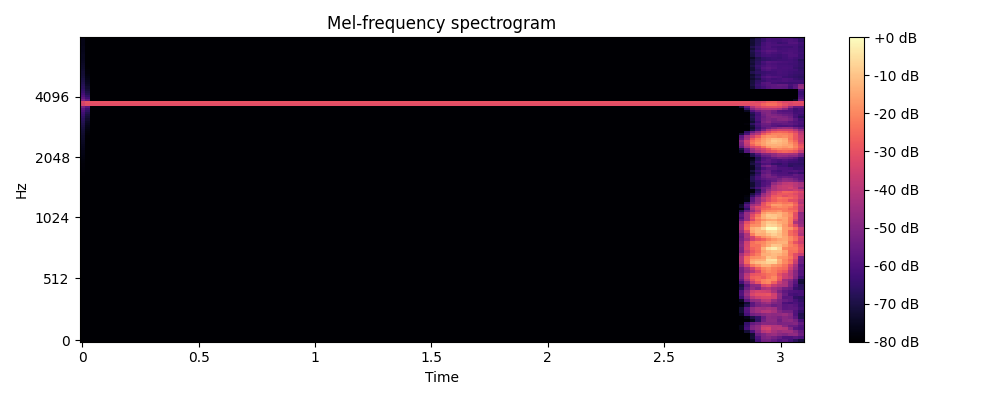 Mel-frequency spectrogram
+0 dB
4096
-10 dB
-20 dB
2048
-30 dB
Hz
-40 dB
1024
-50 dB
512
-60 dB
-70 dB
0
-80 dB
0 0.5 1 1.5 2 2.5 3
Time